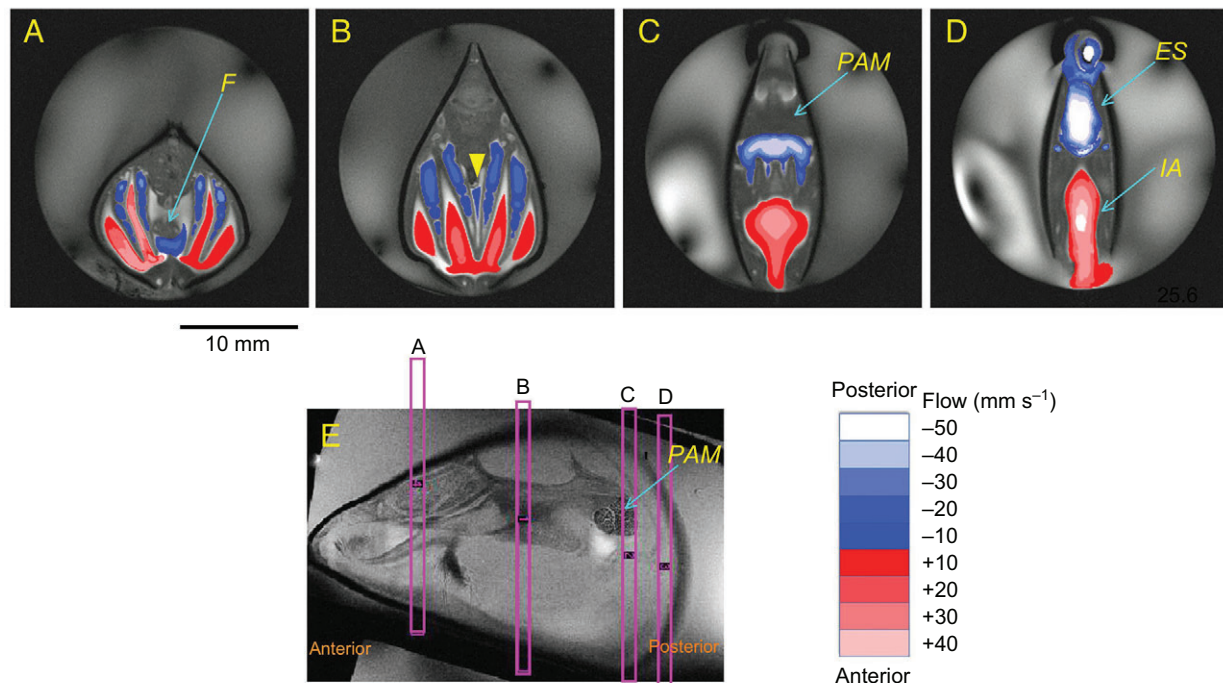 A
F
B
C
PAM
D
ES
IA
25.6
10 mm
A
B
C
D
E
PAM
Anterior
Posterior
Posterior
Flow (mm s⁻¹)
–50
–40
–30
–20
–10
+10
+20
+30
+40
Anterior